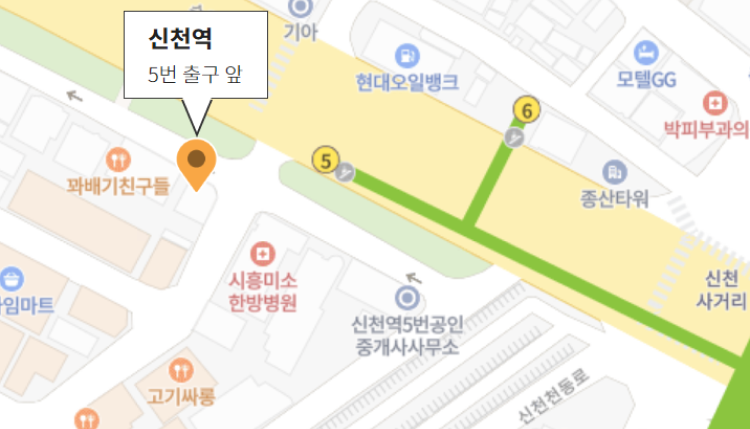 신천역
5번 출구 앞
기아
현대오일뱅크
모텔GG
박피부과의
6
5
꽈배기친구들
종산타워
시흥미소
한방병원
신천
사거리
신천역5번공인
중개사사무소
신천천동로
고기싸롱